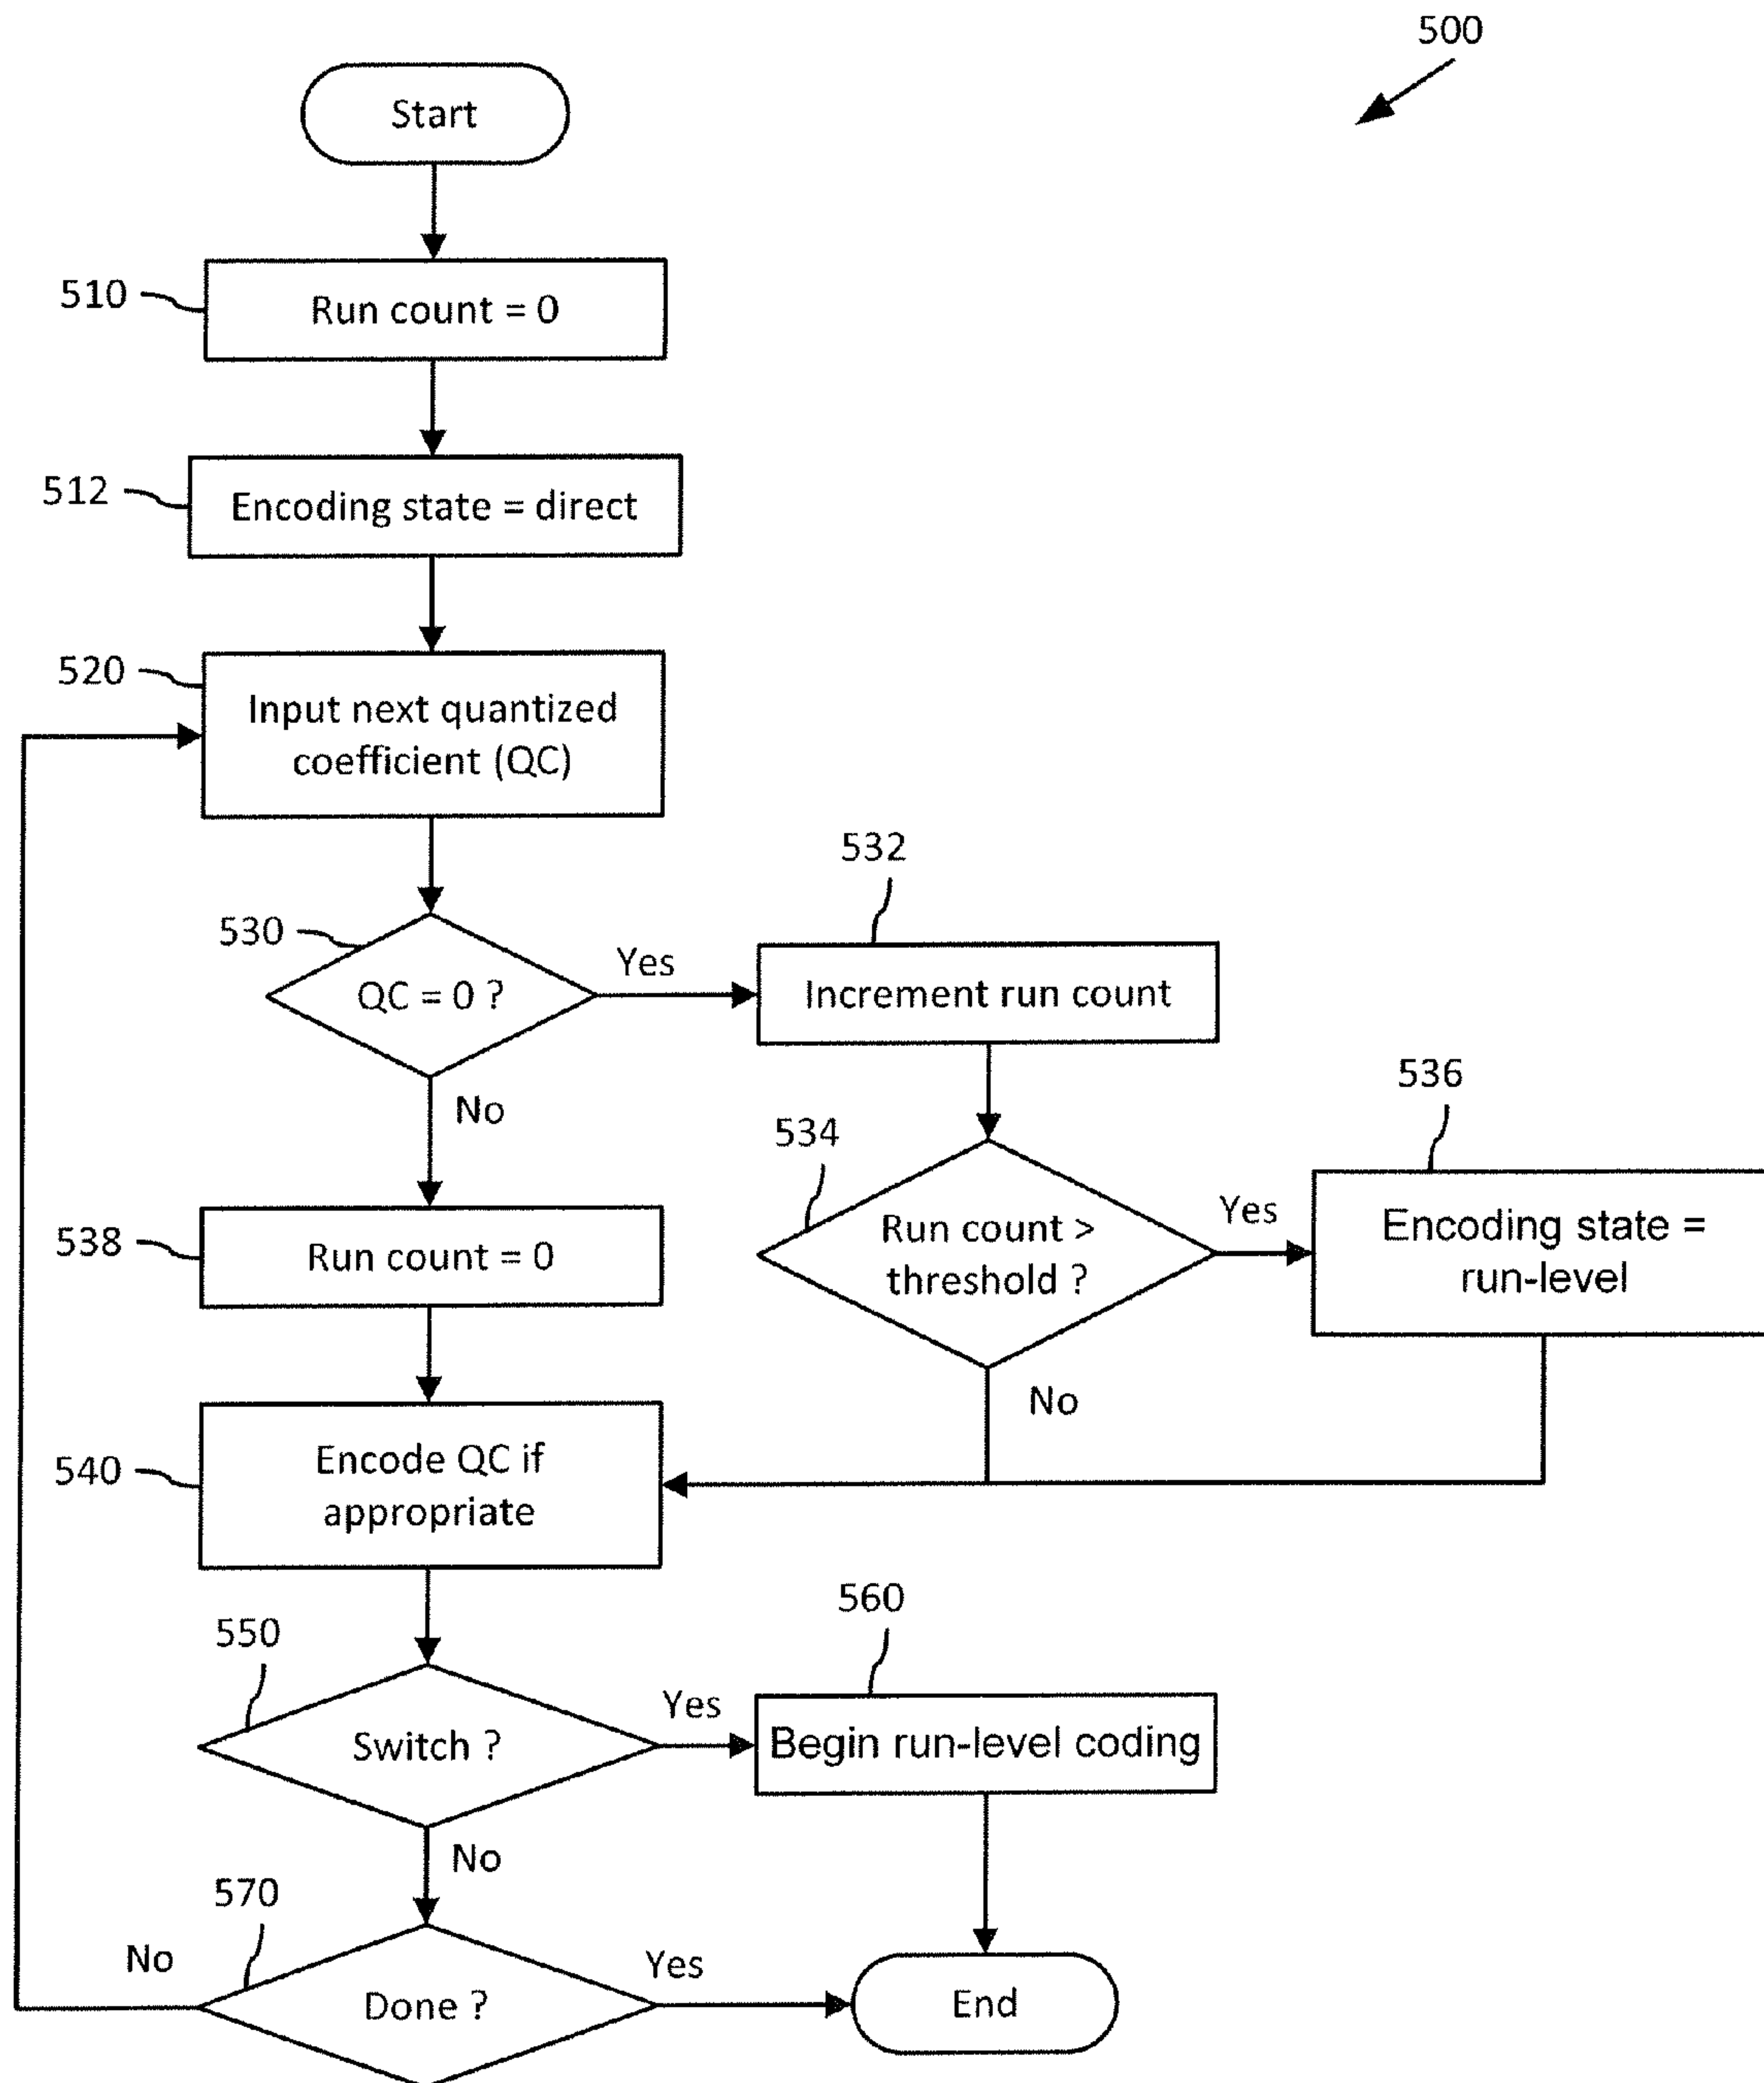 500
Start
510
Run count = 0
512
Encoding state = direct
520
Input next quantized
coefficient (QC)
532
530
QC = 0 ?
Yes
Increment run count
No
536
534
Run count >
threshold ?
Yes
Encoding state =
run-level
538
Run count = 0
No
540
Encode QC if
appropriate
560
550
Switch ?
Yes
Begin run-level coding
No
570
No
Done ?
Yes
End